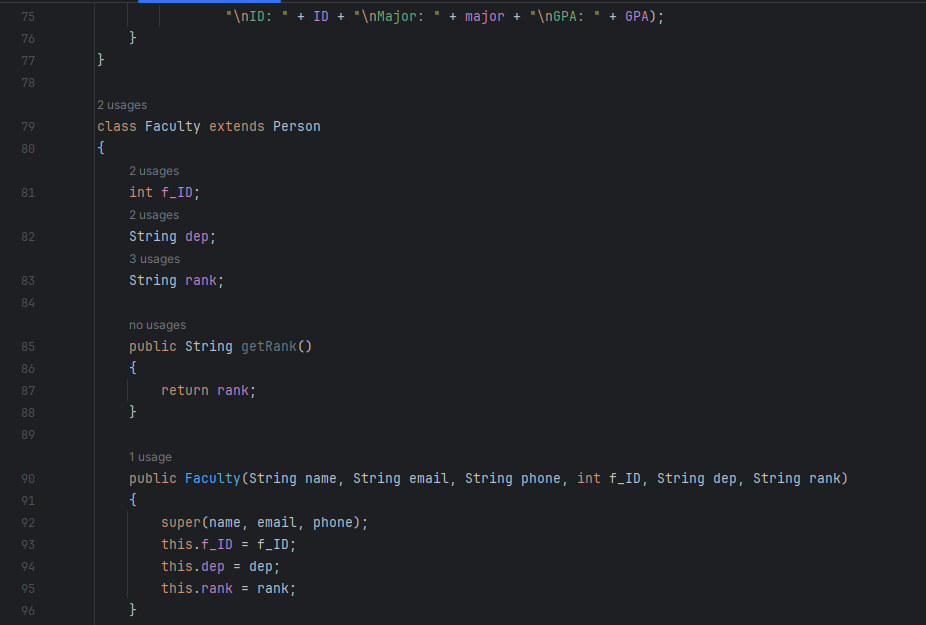 75 "\nID: " + ID + "\nMajor: " + major + "\nGPA: " + GPA);
76 }
77 }
78
2 usages
79 class Faculty extends Person
80 {
2 usages
81 int f_ID;
2 usages
82 String dep;
3 usages
83 String rank;
84
no usages
85 public String getRank()
86 {
87 return rank;
88 }
89
1 usage
90 public Faculty(String name, String email, String phone, int f_ID, String dep, String rank)
91 {
92 super(name, email, phone);
93 this.f_ID = f_ID;
94 this.dep = dep;
95 this.rank = rank;
96 }